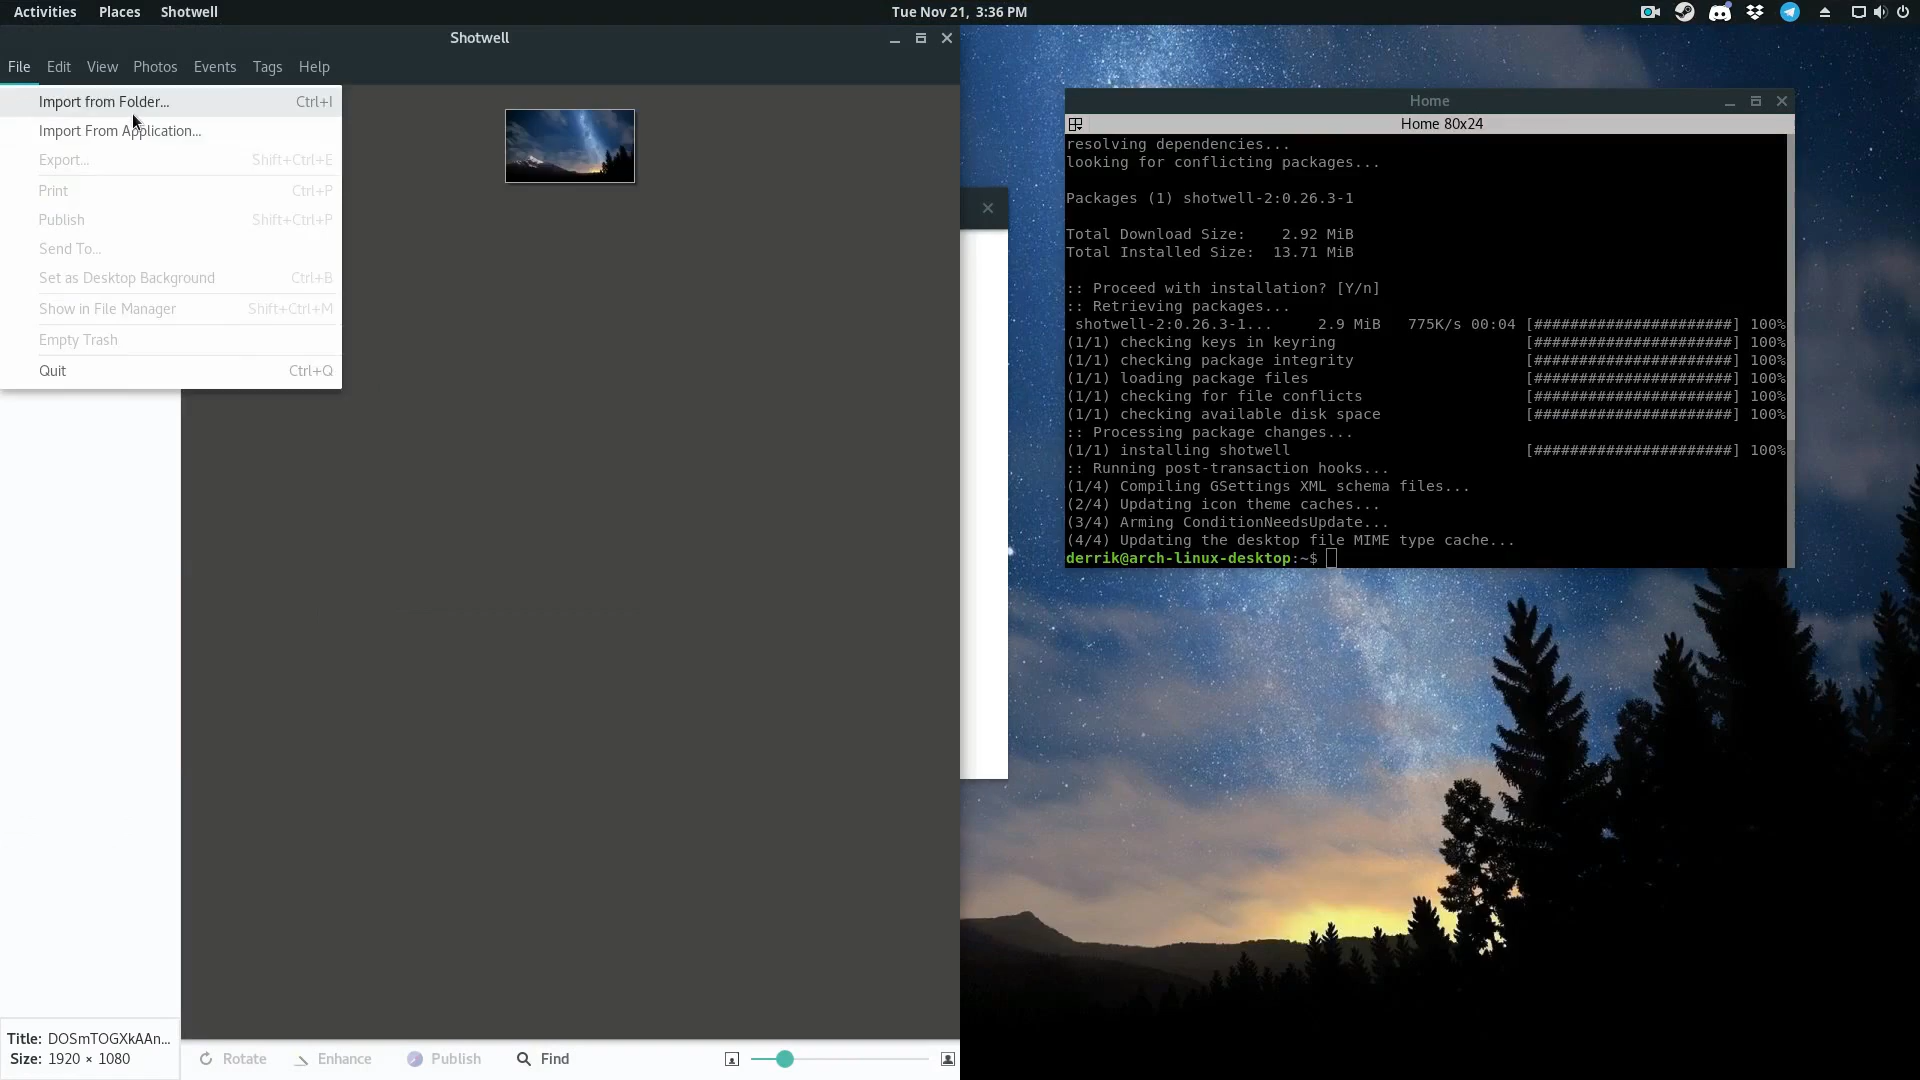 Activities Places Shotwell Tue Nov 21, 3:36 PM
Shotwell
File Edit View Photos Events Tags Help
Import from Folder... Ctrl+I
Import From Application...
Export... Shift+Ctrl+E
Print Ctrl+P
Publish Shift+Ctrl+P
Send To...
Set as Desktop Background Ctrl+B
Show in File Manager Shift+Ctrl+M
Empty Trash
Quit Ctrl+Q
Title: DOSmTOGXkAAn...
Size: 1920 × 1080
Rotate Enhance Publish Find
Home
Home 80x24
resolving dependencies...
looking for conflicting packages...
Packages (1) shotwell-2:0.26.3-1
Total Download Size: 2.92 MiB
Total Installed Size: 13.71 MiB
:: Proceed with installation? [Y/n]
:: Retrieving packages...
shotwell-2:0.26.3-1... 2.9 MiB 775K/s 00:04 [######################] 100%
(1/1) checking keys in keyring [######################] 100%
(1/1) checking package integrity [######################] 100%
(1/1) loading package files [######################] 100%
(1/1) checking for file conflicts [######################] 100%
(1/1) checking available disk space [######################] 100%
:: Processing package changes...
(1/1) installing shotwell [######################] 100%
:: Running post-transaction hooks...
(1/4) Compiling GSettings XML schema files...
(2/4) Updating icon theme caches...
(3/4) Arming ConditionNeedsUpdate...
(4/4) Updating the desktop file MIME type cache...
derrik@arch-linux-desktop:~$